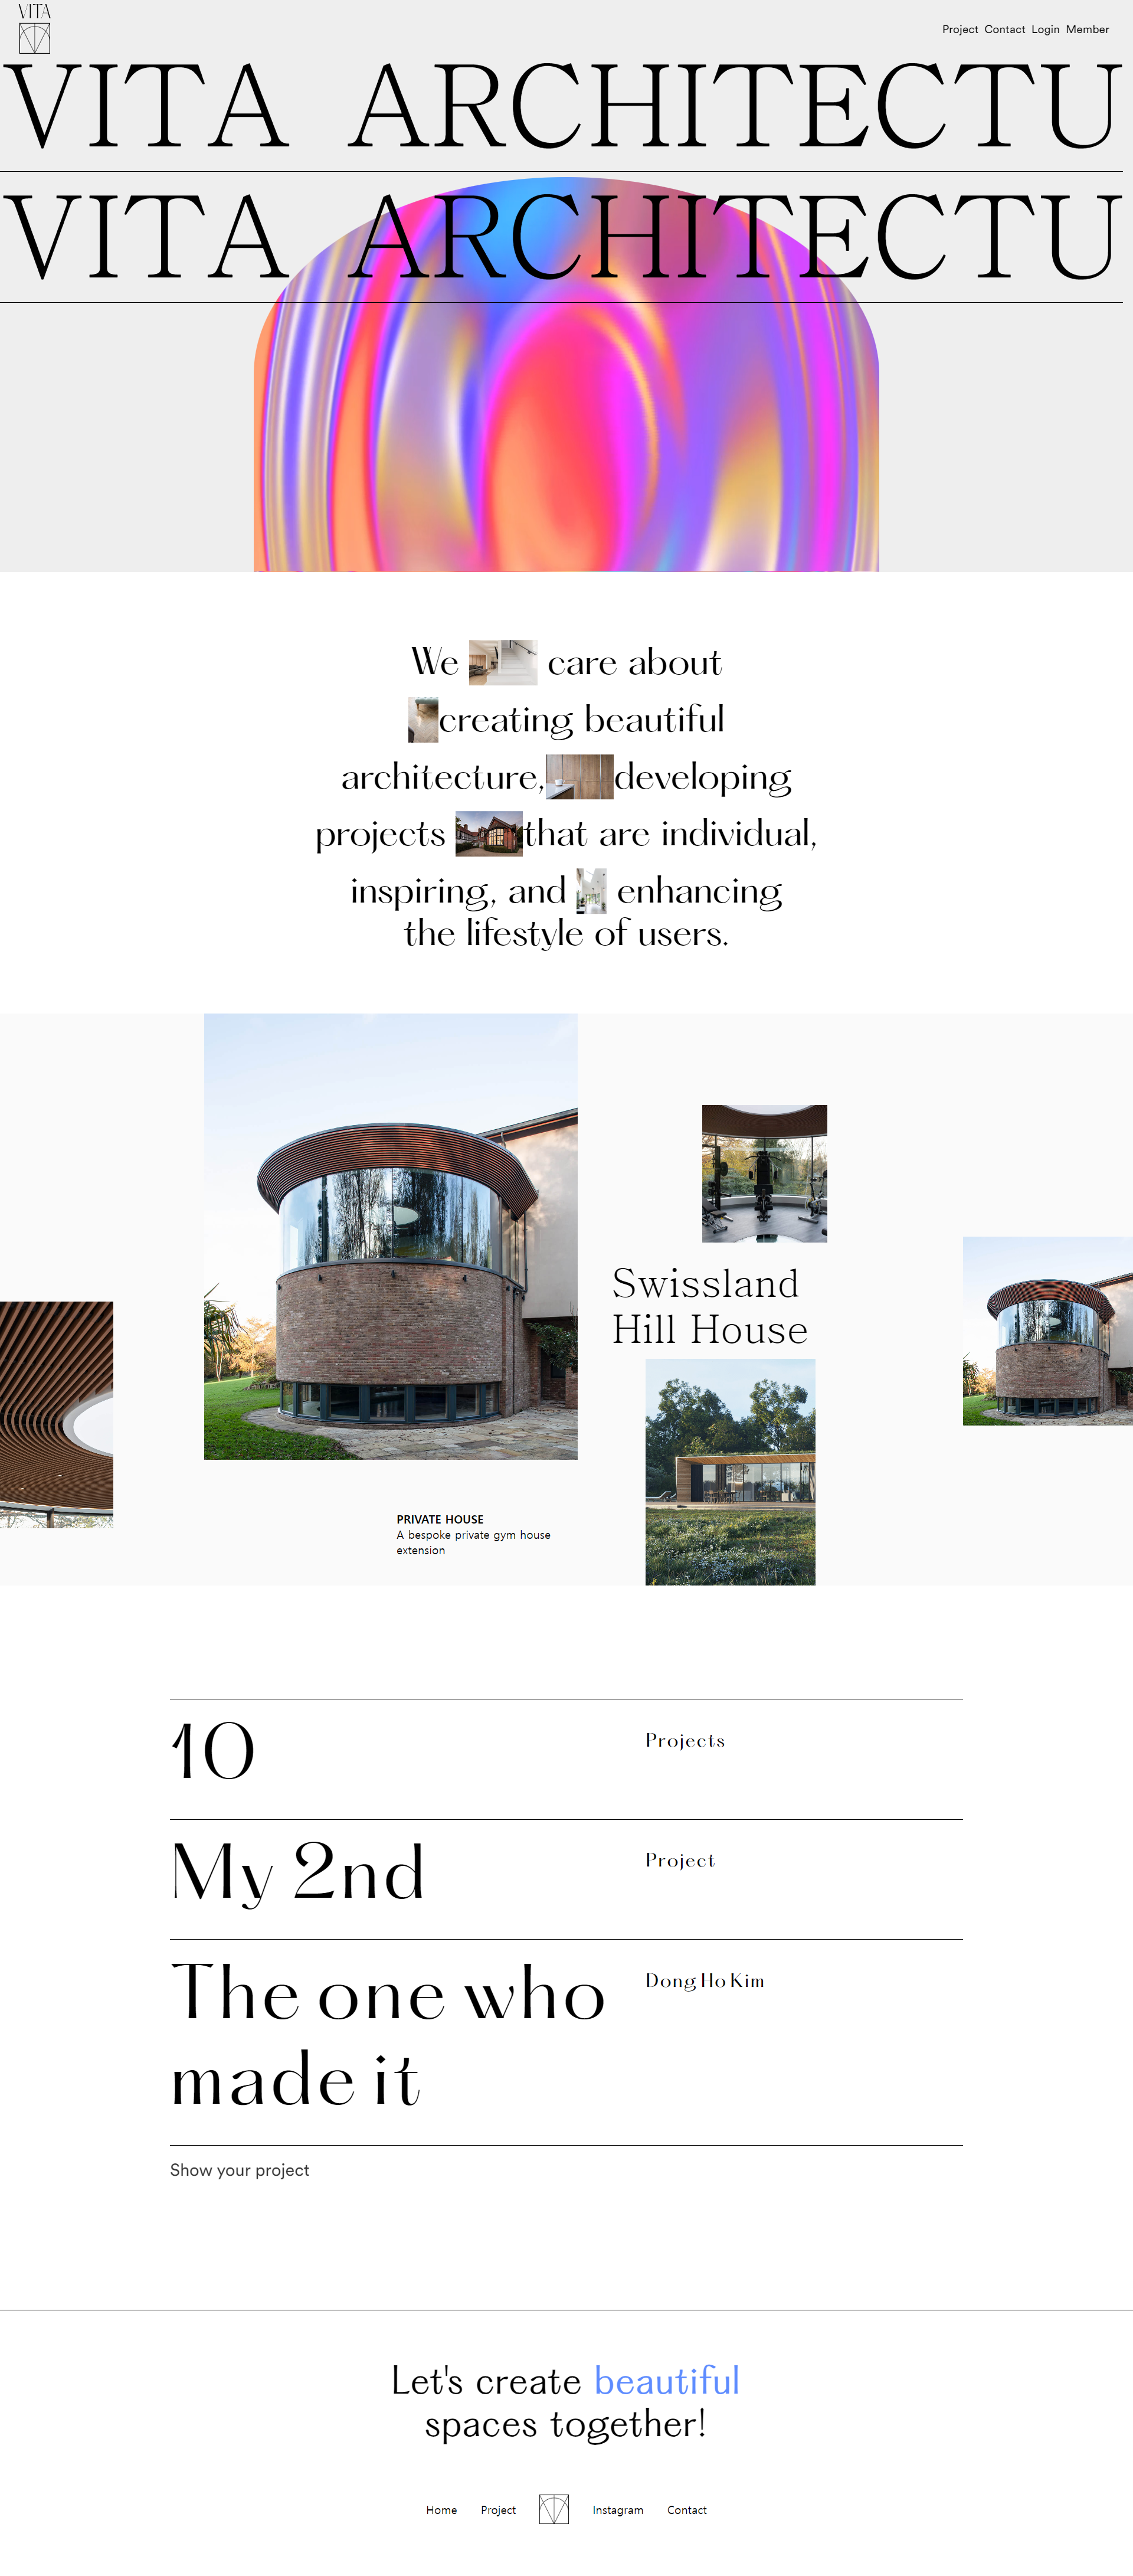 VITA
Project Contact Login Member
VITA ARCHITECTU
VITA ARCHITECTU
We care about
creating beautiful
architecture, developing
projects that are individual,
inspiring, and enhancing
the lifestyle of users.
Swissland
Hill House
PRIVATE HOUSE
A bespoke private gym house
extension
10
Projects
My 2nd
Project
The one who
made it
Dong Ho Kim
Show your project
Let's create beautiful
spaces together!
Home Project Instagram Contact